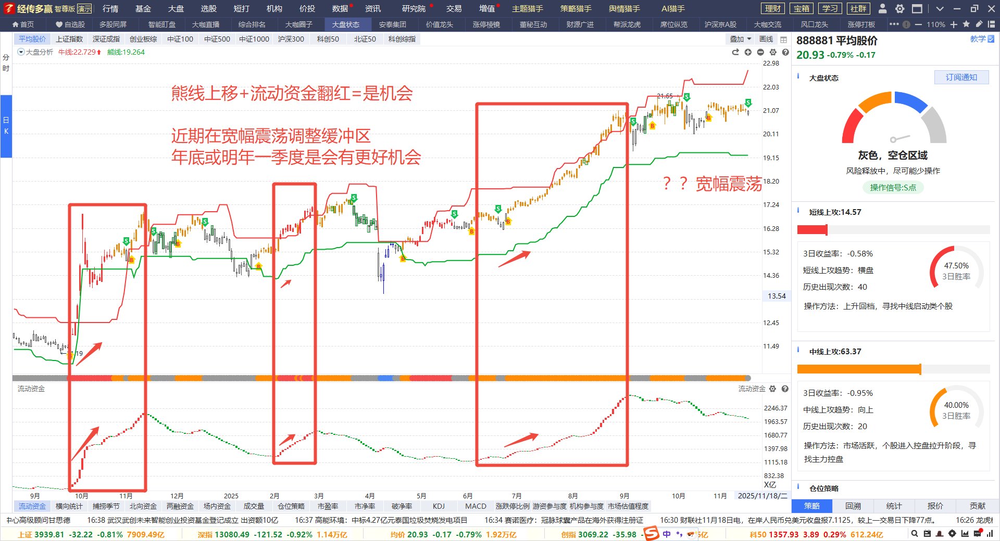 经传多赢 智尊版 演示 行情 基金 大盘 选股 短打 机构 价投 数据 资讯 研究院 交易 增值 主题猎手 策略猎手 舆情猎手 AI猎手 理财 宝箱 学习 社群
首页 自选股 多股同屏 智能盯盘 大咖直播 综合排名 大咖圈子 大盘状态 安泰集团 价值龙头 涨停棱镜 董秘互动 财源广进 帮派龙虎 席位纵览 沪深京A股 大咖交流 风口龙头 涨停打板 110%
平均股价 上证指数 深证成指 创业板综 中证100 中证500 中证1000 沪深300 科创50 北证50 科创综指 叠加 画线
分时
日K
大盘分析 牛线:22.729 熊线:19.264
熊线上移+流动资金翻红=是机会
近期在宽幅震荡调整缓冲区
年底或明年一季度是会有更好机会
？？宽幅震荡
21.65
22.98
22.03
21.07
20.11
19.15
18.20
17.24
16.28
15.32
14.36
13.54
12.45
11.49
流动资金
流动资金
2246.37
1963.57
1680.77
1397.98
1115.18
832.38
X亿
9月 10月 11月 12月 2025 2月 3月 4月 5月 6月 7月 8月 9月 10月 11月 2025/11/18/二
流动资金 横向统计 捕捞季节 北向资金 两融资金 场内资金 成交量 仓位策略 市盈率 市净率 破净率 KDJ MACD 涨跌停比例 游资参与度 机构参与度 市场估值程度
888881 平均股价 教学
20.93 -0.79% -0.17
大盘状态 订阅通知
灰色，空仓区域
风险释放中，尽可能少操作
操作信号:S点
短线上攻:14.57
3日收益率：-0.58%
短线上攻趋势：横盘
历史出现次数：40
47.50%
3日胜率
操作方法：上升回档，寻找中线启动类个股
中线上攻:63.37
3日收益率：-0.95%
中线上攻趋势：向上
历史出现次数：20
40.00%
3日胜率
操作方法：市场活跃，个股进入控盘拉升阶段，寻
找主力控盘
仓位策略
策略 回溯 统计 报价 贡献
中心高级顾问甘思德 16:38 武汉武创未来智能创业投资基金登记成立 出资额10亿 16:37 高能环境：中标4.27亿元泰国垃圾焚烧发电项目 16:34 赛诺医疗：冠脉球囊产品在海外获得注册证 16:30 财联社11月18日电，在岸人民币兑美元收盘报7.1125，较上一交易日下降77点。 16:26 龙虎榜
上证 3939.81 -32.22 -0.81% 7909.49亿 深指 13080.49 -121.52 -0.92% 1.14万亿 均价 20.93 -0.17 -0.79% 1.92万亿 创指 3069.22 -35.98 中 科50 1357.93 3.89 0.29% 612.24亿